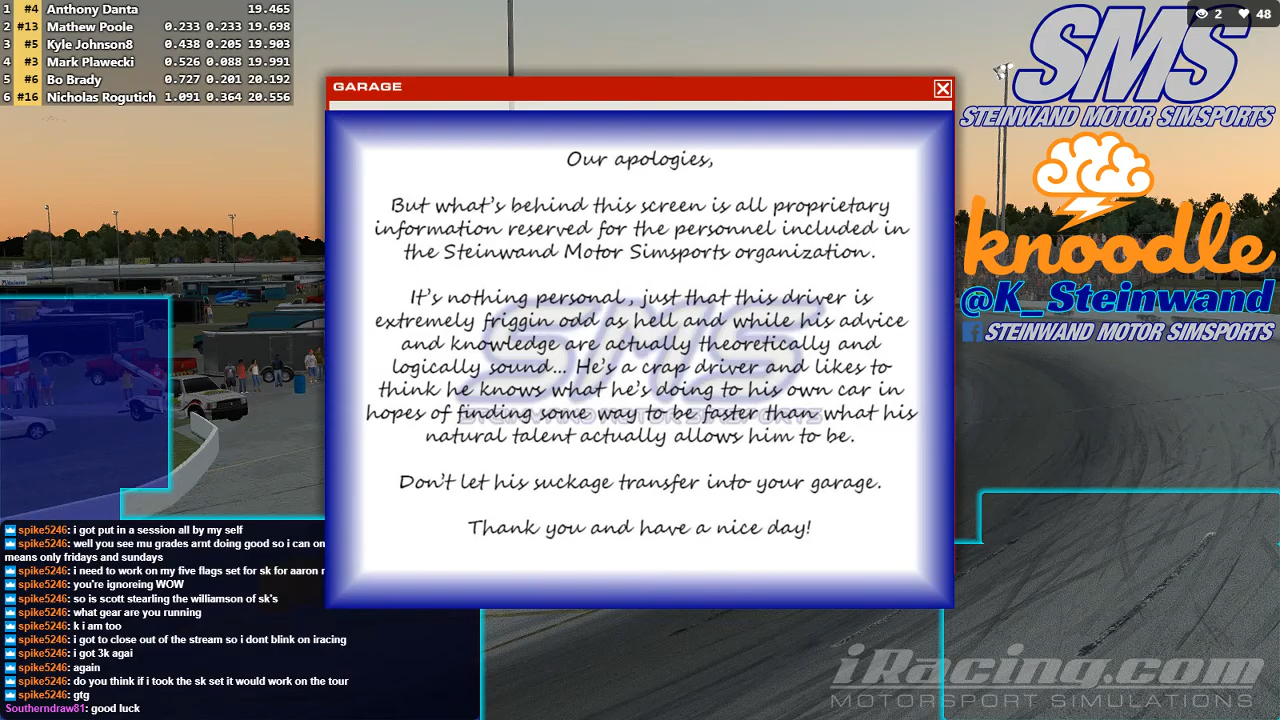 1 #4 Anthony Danta 19.465
2 #13 Mathew Poole 0.233 0.233 19.698
3 #5 Kyle Johnson8 0.438 0.205 19.903
4 #3 Mark Plawecki 0.526 0.088 19.991
5 #6 Bo Brady 0.727 0.201 20.192
6 #16 Nicholas Rogutich 1.091 0.364 20.556
2 48
GARAGE
Our apologies,
But what's behind this screen is all proprietary
information reserved for the personnel included in
the Steinwand Motor Simsports organization.
It's nothing personal, just that this driver is
extremely friggin odd as hell and while his advice
and knowledge are actually theoretically and
logically sound... He's a crap driver and likes to
think he knows what he's doing to his own car in
hopes of finding some way to be faster than what his
natural talent actually allows him to be.
Don't let his suckage transfer into your garage.
Thank you and have a nice day!
SMS
STEINWAND MOTOR SIMSPORTS
SMS
STEINWAND MOTOR SIMSPORTS
knoodle
@K_Steinwand
f STEINWAND MOTOR SIMSPORTS
spike5246: i got put in a session all by my self
spike5246: well you see mu grades arnt doing good so i can on
means only fridays and sundays
spike5246: i need to work on my five flags set for sk for aaron
spike5246: you're ignoreing WOW
spike5246: so is scott stearling the williamson of sk's
spike5246: what gear are you running
spike5246: k i am too
spike5246: i got to close out of the stream so i dont blink on iracing
spike5246: i got 3k agai
spike5246: again
spike5246: do you think if i took the sk set it would work on the tour
spike5246: gtg
Southerndraw81: good luck
iRacing.com
MOTORSPORT SIMULATIONS